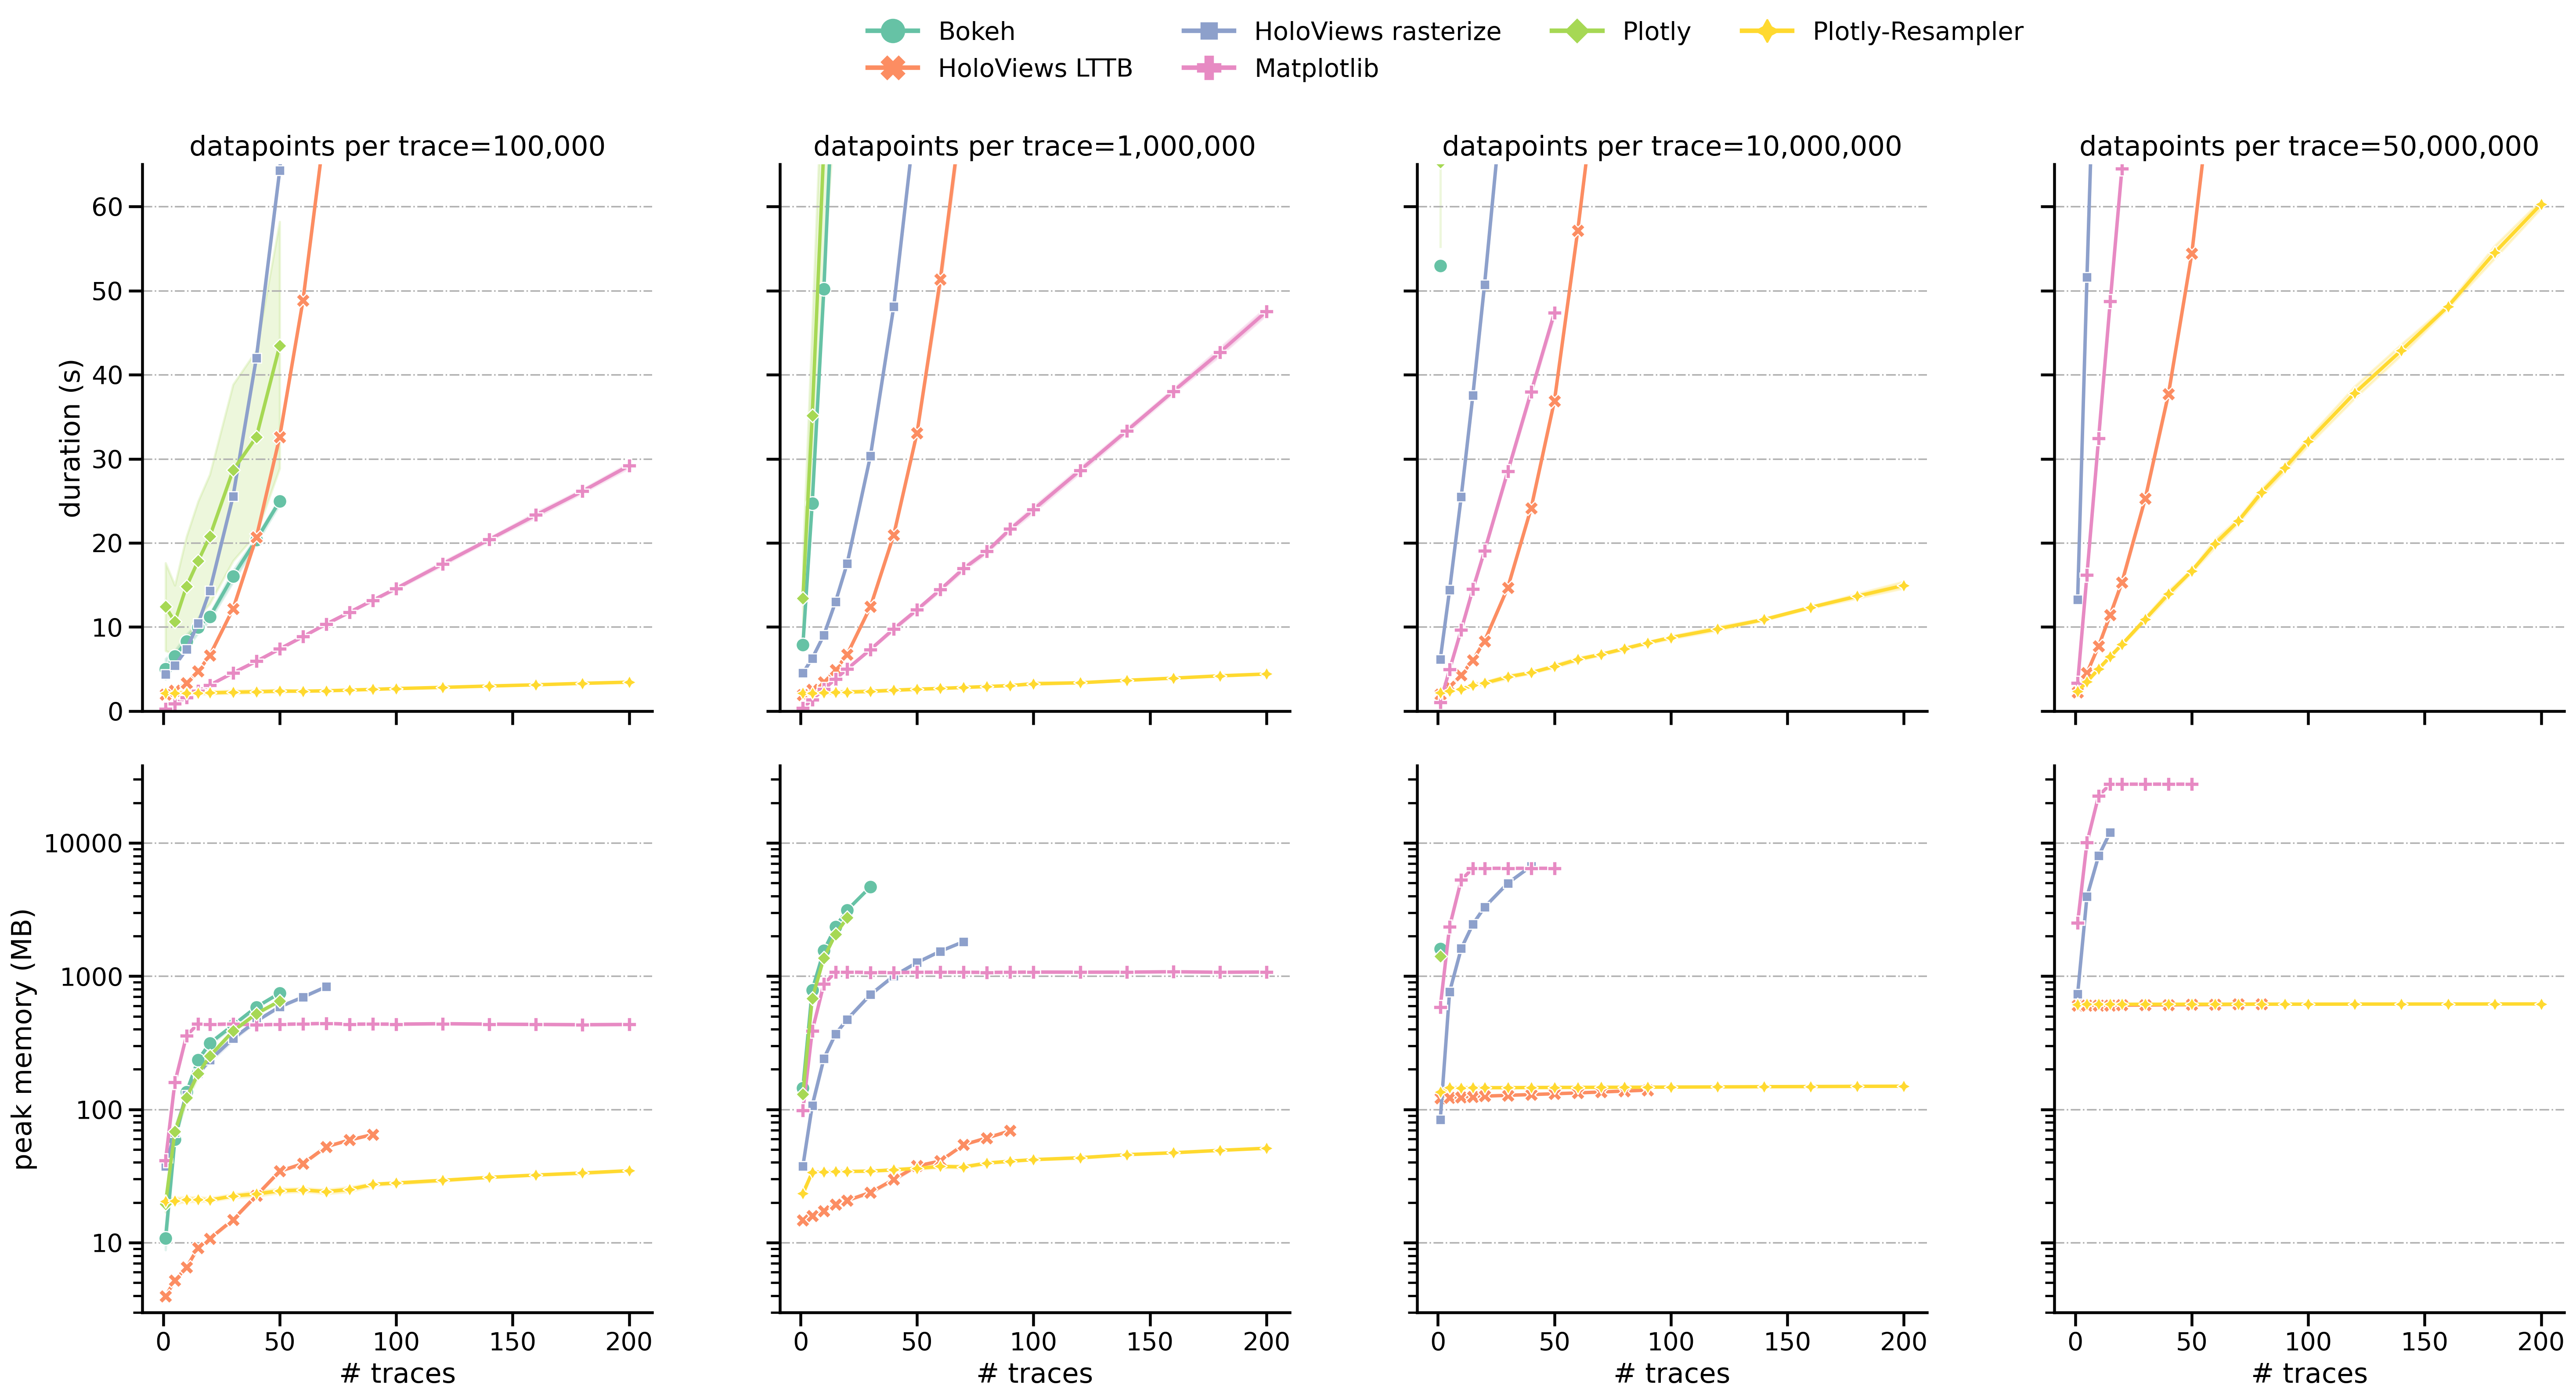 Bokeh
HoloViews LTTB
HoloViews rasterize
Matplotlib
Plotly
Plotly-Resampler
datapoints per trace=100,000
datapoints per trace=1,000,000
datapoints per trace=10,000,000
datapoints per trace=50,000,000
duration (s)
60
50
40
30
20
10
0
peak memory (MB)
10000
1000
100
10
0 50 100 150 200
# traces
0 50 100 150 200
# traces
0 50 100 150 200
# traces
0 50 100 150 200
# traces